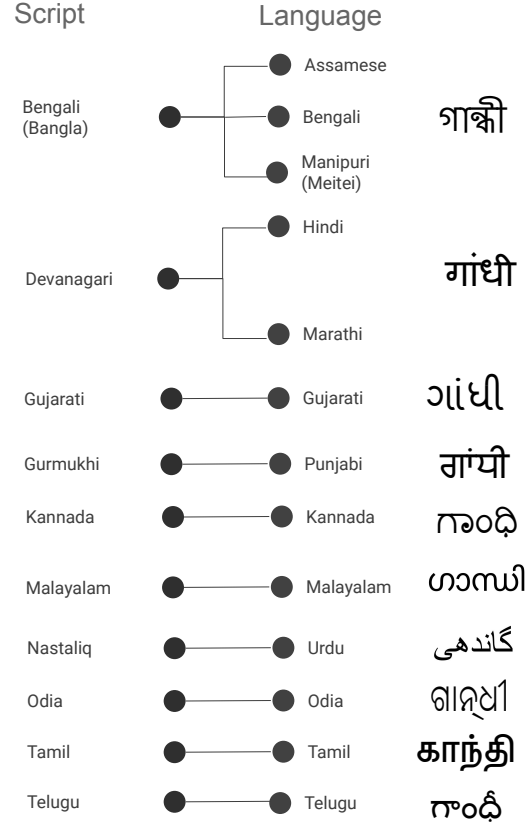 Script Language
Assamese
Bengali
(Bangla)
Bengali
গান্ধী
Manipuri
(Meitei)
Hindi
Devanagari
गांधी
Marathi
Gujarati Gujarati ગાંધી
Gurmukhi Punjabi ਗਾਂਧੀ
Kannada Kannada ಗಾಂಧಿ
Malayalam Malayalam ഗാന്ധി
Nastaliq Urdu گاندھی
Odia Odia ଗାନ୍ଧୀ
Tamil Tamil காந்தி
Telugu Telugu గాంధీ